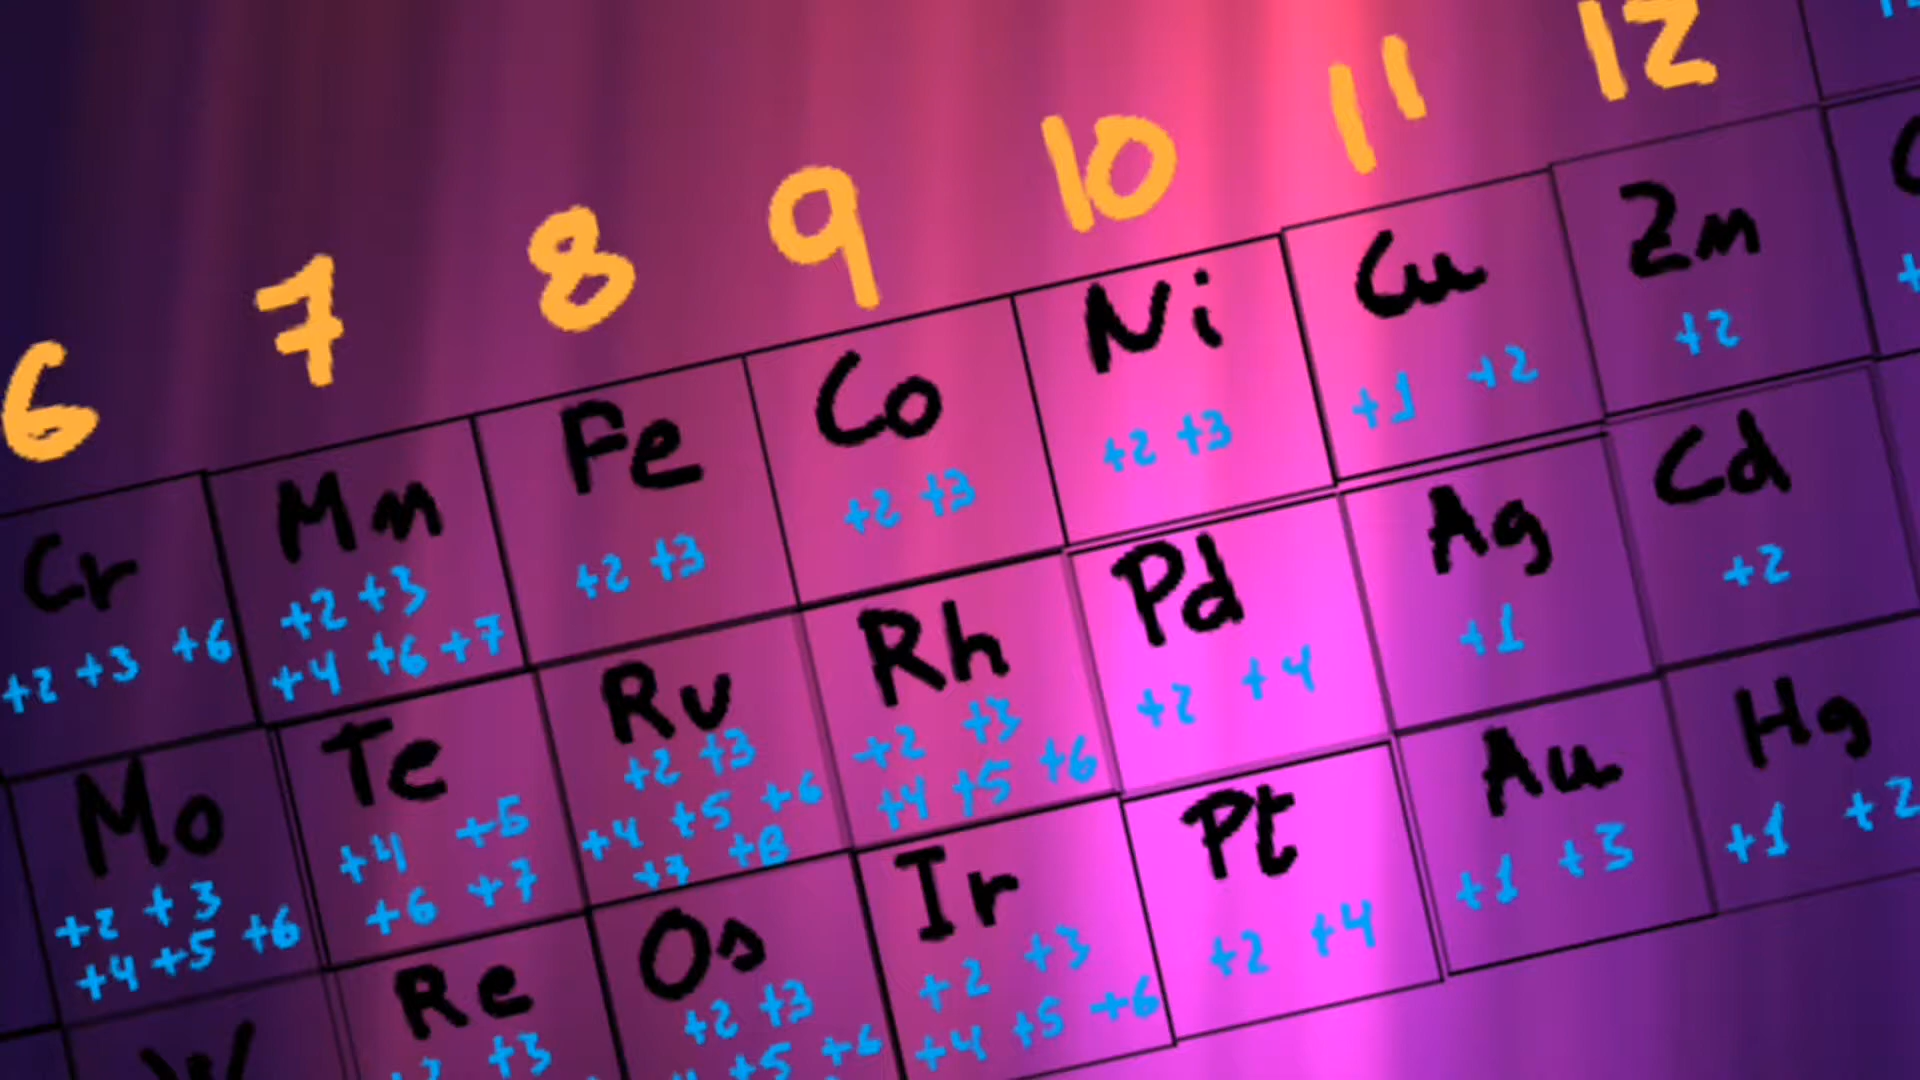 6 7 8 9 10 11 12
Cr Mn Fe Co Ni Cu Zn
+2 +3 +6
+2 +3
+4 +6 +7
+2 +3
+2 +3
+2 +3
+1 +2
+2
Mo Te Ru Rh Pd Ag Cd
+2 +3
+4 +5 +6
+4 +5
+6 +7
+2 +3
+4 +5 +6
+7 +8
+2 +3
+4 +5 +6
+2 +4
+1
+2
W Re Os Ir Pt Au Hg
+3
+2 +3
+5 +6
+2 +3
+4 +5 +6
+2 +4
+1 +3
+1 +2